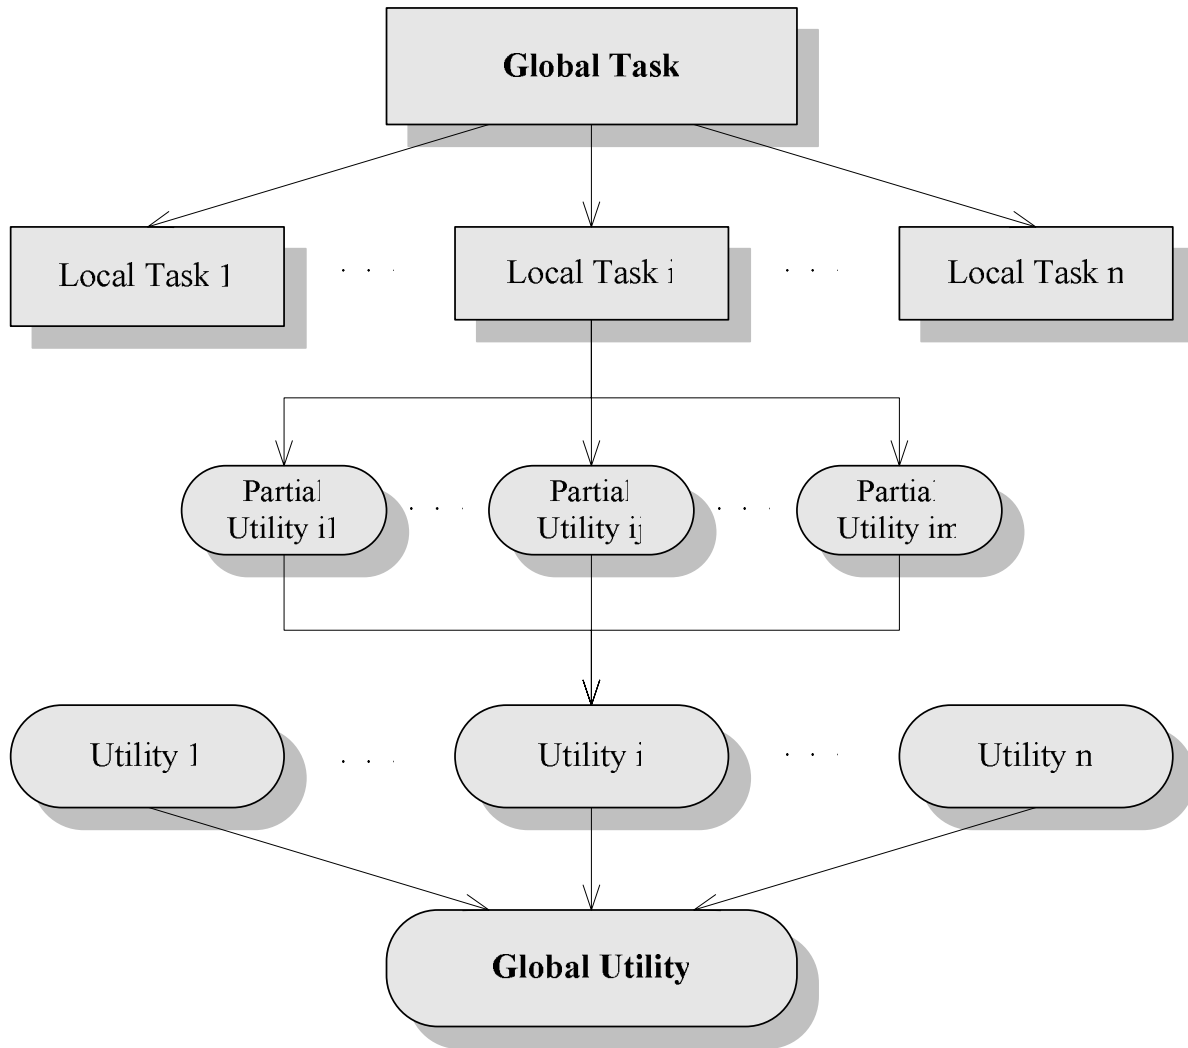 Global Task
Local Task 1
. . .
Local Task i
. . .
Local Task n
Partial
Utility i1
. . .
Partial
Utility ij
. . .
Partial
Utility im
Utility 1
. . .
Utility i
. . .
Utility n
Global Utility